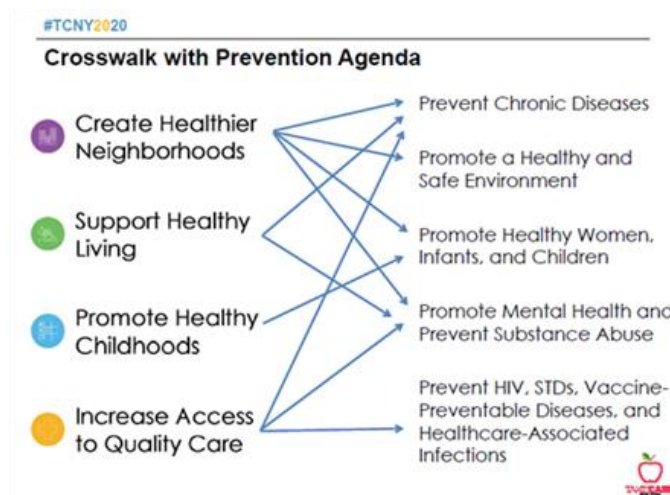 #TCNY2020
Crosswalk with Prevention Agenda
Create Healthier
Neighborhoods
Support Healthy
Living
Promote Healthy
Childhoods
Increase Access
to Quality Care
Prevent Chronic Diseases
Promote a Healthy and
Safe Environment
Promote Healthy Women,
Infants, and Children
Promote Mental Health and
Prevent Substance Abuse
Prevent HIV, STDs, Vaccine-
Preventable Diseases, and
Healthcare-Associated
Infections